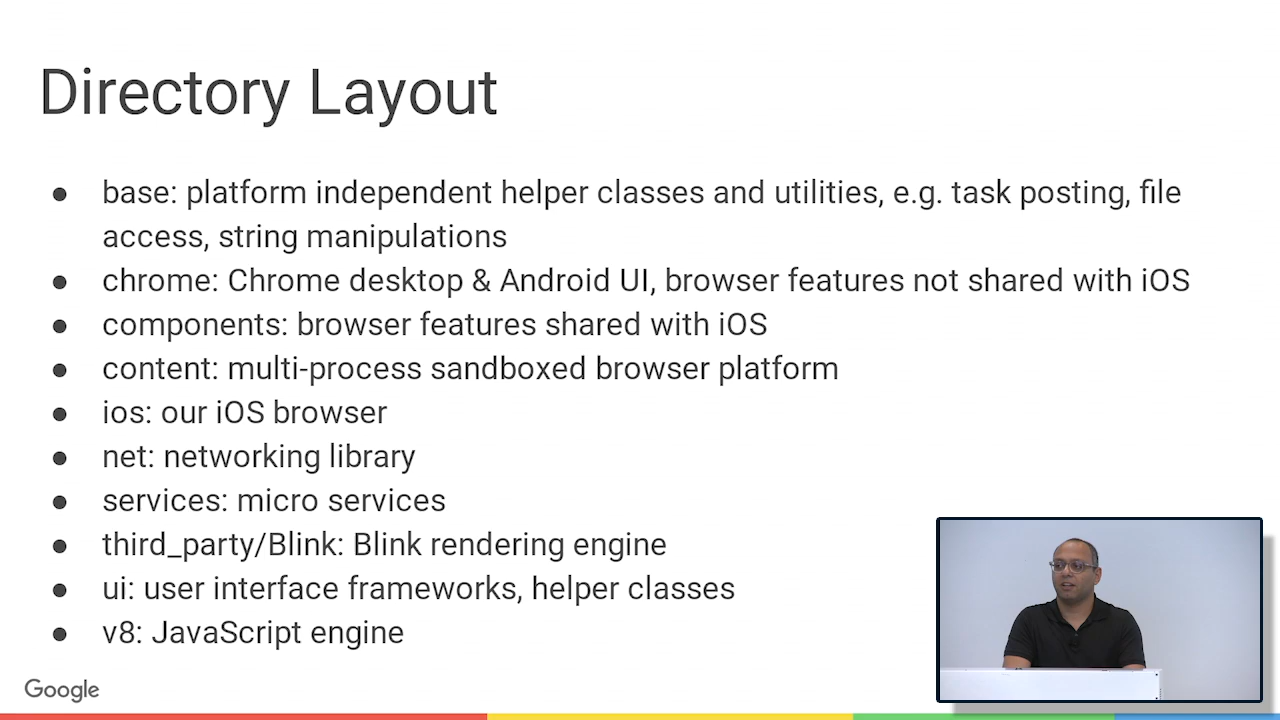 Directory Layout
● base: platform independent helper classes and utilities, e.g. task posting, file
access, string manipulations
● chrome: Chrome desktop & Android UI, browser features not shared with iOS
● components: browser features shared with iOS
● content: multi-process sandboxed browser platform
● ios: our iOS browser
● net: networking library
● services: micro services
● third_party/Blink: Blink rendering engine
● ui: user interface frameworks, helper classes
● v8: JavaScript engine
Google